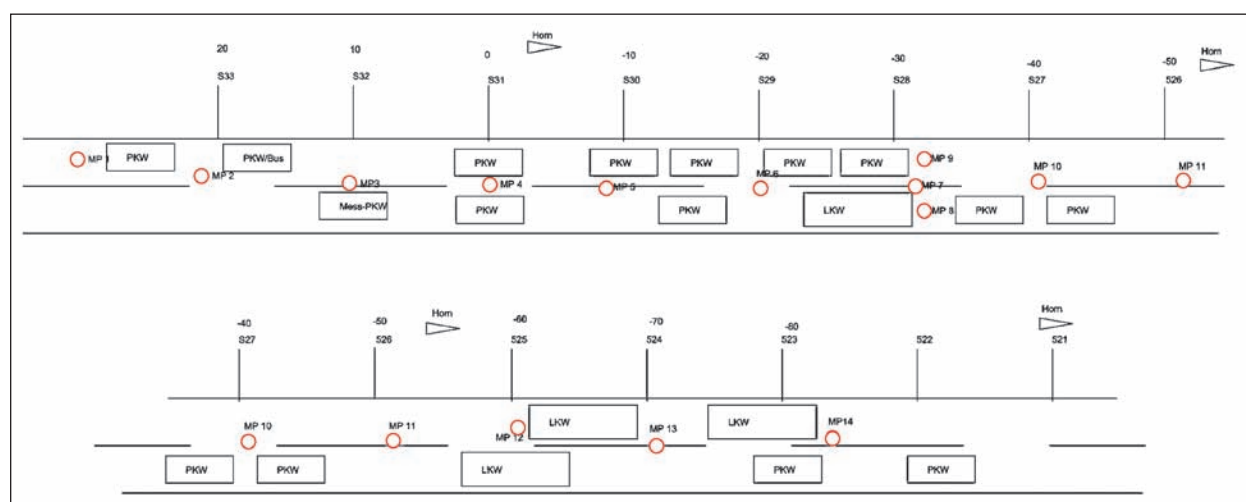 20 10 0 Horn -10 -20 -30 -40 -50 Horn
S33 S32 S31 S30 S29 S28 S27 S26
MP 1 PKW PKW/Bus PKW PKW PKW PKW PKW MP 9
MP 2 MP3 MP 4 MP 5 MP 6 MP 7 MP 10 MP 11
Mess-PKW PKW PKW LKW MP 8 PKW PKW
-40 -50 Horn -60 -70 -80 Horn
S27 S26 S25 S24 S23 S22 S21
MP 10 MP 11 MP 12 LKW MP 13 LKW MP14
PKW PKW LKW PKW PKW